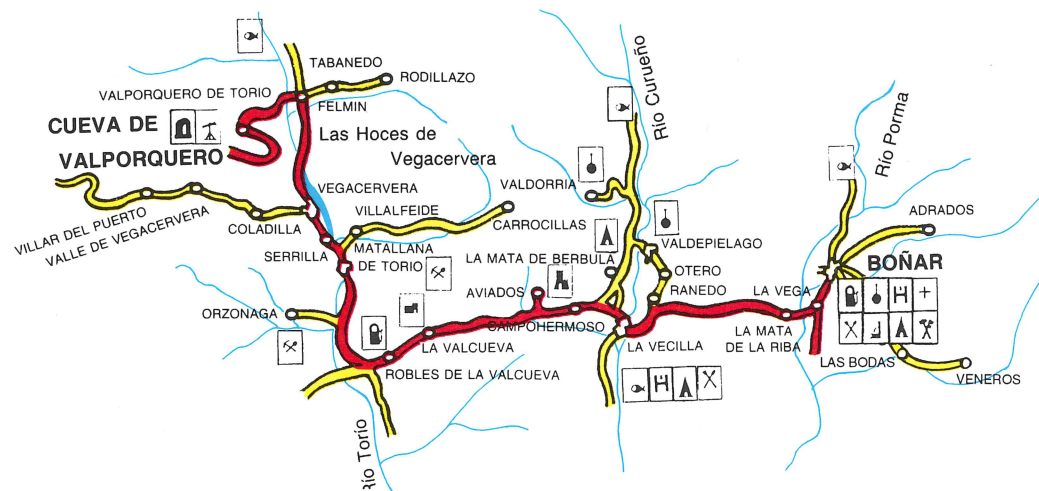 TABANEDO
RODILLAZO
VALPORQUERO DE TORIO
FELMIN
CUEVA DE
VALPORQUERO
Las Hoces de
Vegacervera
VEGACERVERA
VILLALFEIDE
CARROCILLAS
VILLAR DEL PUERTO
VALLE DE VEGACERVERA
COLADILLA
SERRILLA
MATALLANA
DE TORIO
ORZONAGA
LA VALCUEVA
ROBLES DE LA VALCUEVA
Río Torío
AVIADOS
LA MATA DE BERBULA
CAMPOHERMOSO
VALDORRIA
Río Curueño
VALDEPIELAGO
OTERO
RANEDO
LA VECILLA
Río Porma
ADRADOS
BOÑAR
LA VEGA
LA MATA
DE LA RIBA
LAS BODAS
VENEROS